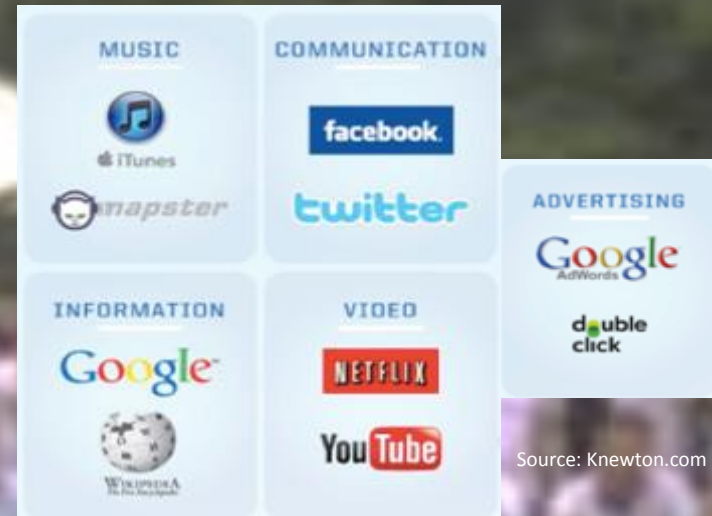 MUSIC
iTunes
napster
COMMUNICATION
facebook.
twitter
INFORMATION
Google™
WIKIPEDIA
The Free Encyclopedia
VIDEO
NETFLIX
YouTube
ADVERTISING
Google
AdWords
double
click
Source: Knewton.com